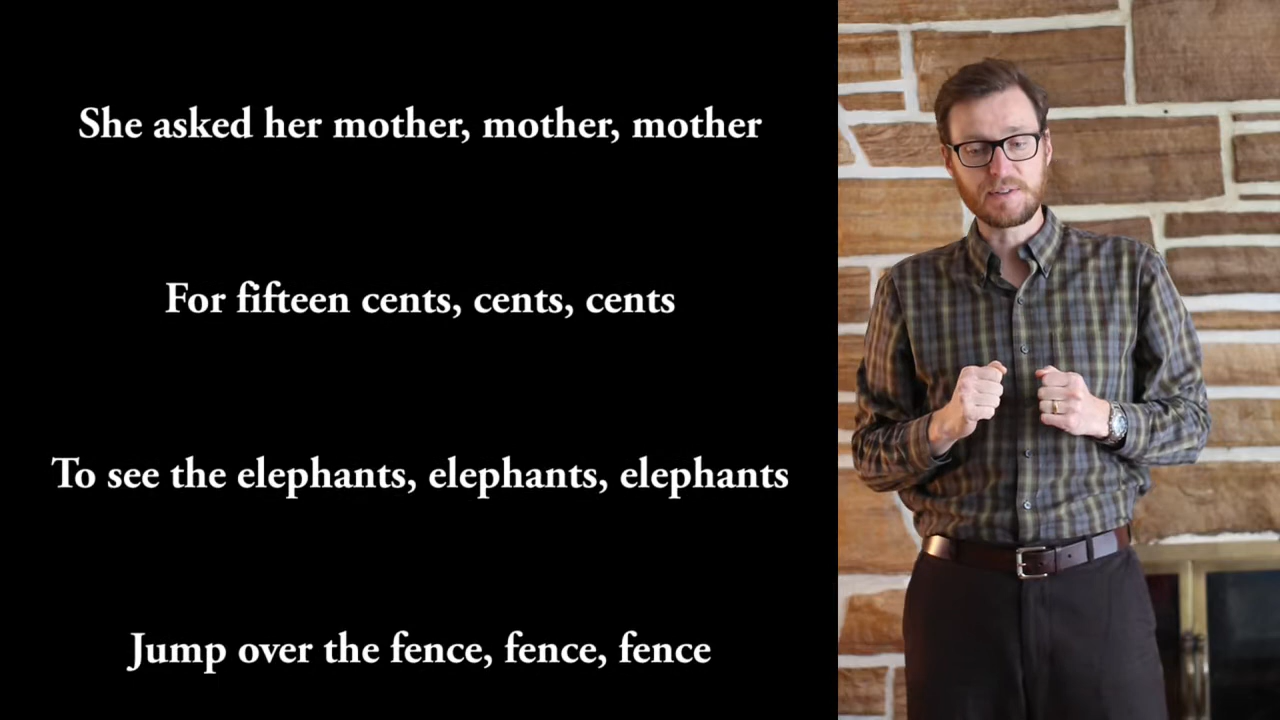 She asked her mother, mother, mother
For fifteen cents, cents, cents
To see the elephants, elephants, elephants
Jump over the fence, fence, fence